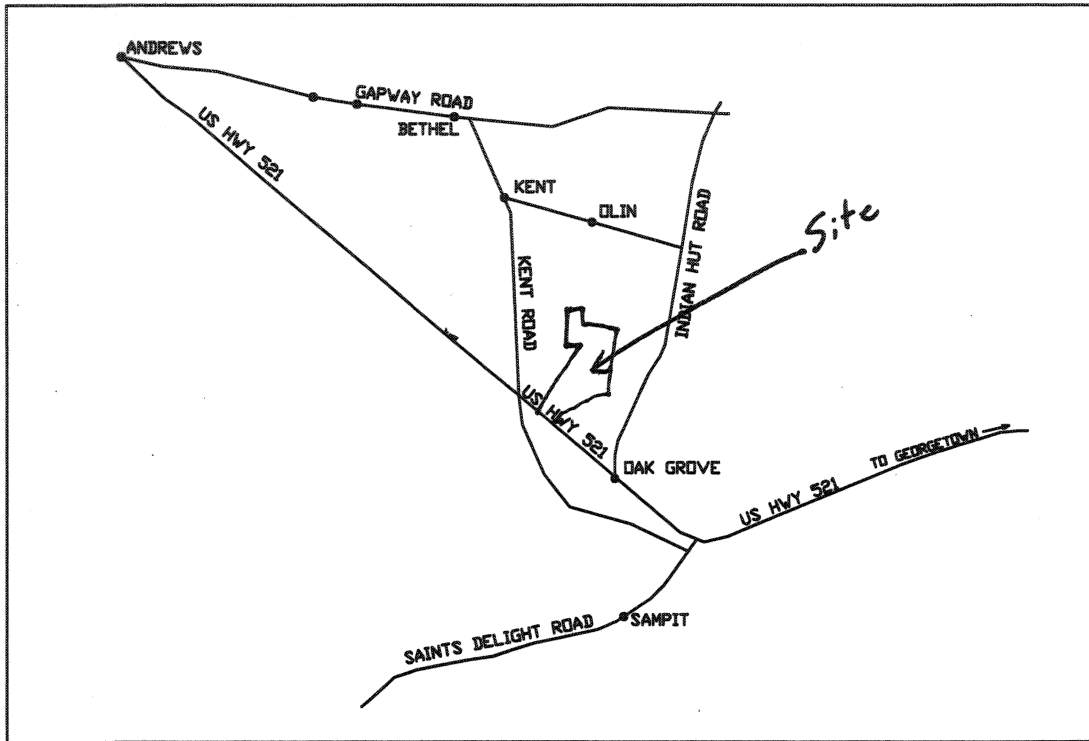 ANDREWS
GAPWAY ROAD
BETHEL
US HWY 521
KENT
OLIN
INDIAN HUT ROAD
Site
KENT ROAD
US HWY 521
OAK GROVE
TO GEORGETOWN
US HWY 521
SAMPIT
SAINTS DELIGHT ROAD